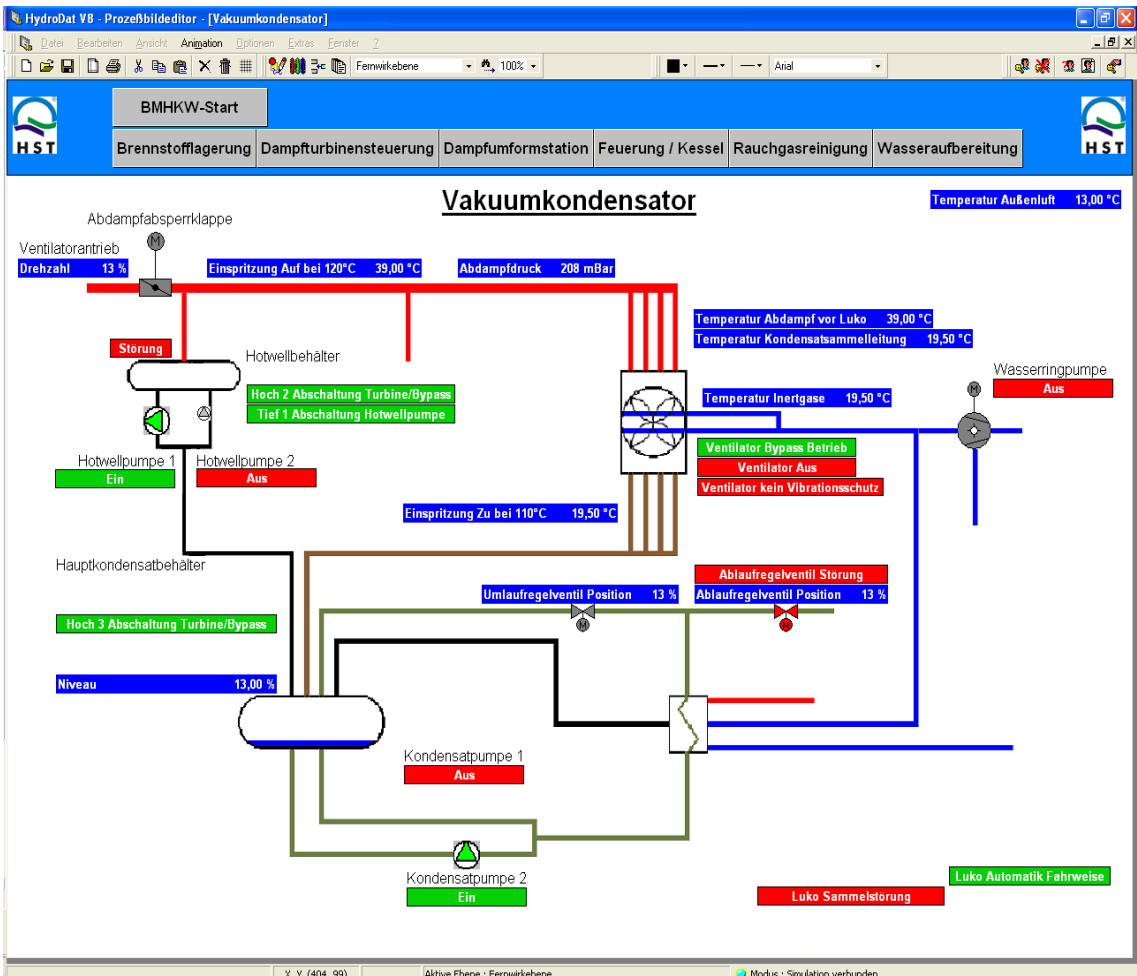 HydroDat V8 - Prozeßbildeditor - [Vakuumkondensator]
Datei Bearbeiten Ansicht Animation Optionen Extras Fenster ?
Fernwirkebene 100% Arial
BMHKW-Start
HST
HST
Brennstofflagerung Dampfturbinensteuerung Dampfumformstation Feuerung / Kessel Rauchgasreinigung Wasseraufbereitung
Vakuumkondensator
Temperatur Außenluft 13,00 °C
Abdampfabsperrklappe
M
Ventilatorantrieb
Drehzahl 13 %
Einspritzung Auf bei 120°C 39,00 °C
Abdampfdruck 208 mBar
Temperatur Abdampf vor Luko 39,00 °C
Temperatur Kondensatsammelleitung 19,50 °C
Störung
Hotwellbehälter
Wasserringpumpe
Aus
M
Hoch 2 Abschaltung Turbine/Bypass
Tief 1 Abschaltung Hotwellpumpe
Temperatur Inertgase 19,50 °C
Ventilator Bypass Betrieb
Ventilator Aus
Ventilator kein Vibrationsschutz
Hotwellpumpe 1
Ein
Hotwellpumpe 2
Aus
Einspritzung Zu bei 110°C 19,50 °C
Hauptkondensatbehälter
Ablaufregelventil Störung
Umlaufregelventil Position 13 %
Ablaufregelventil Position 13 %
M
M
Hoch 3 Abschaltung Turbine/Bypass
Niveau 13,00 %
Kondensatpumpe 1
Aus
Kondensatpumpe 2
Ein
Luko Automatik Fahrweise
Luko Sammelstörung
X, Y (404, 99) Aktive Ebene : Fernwirkebene Modus : Simulation verbunden